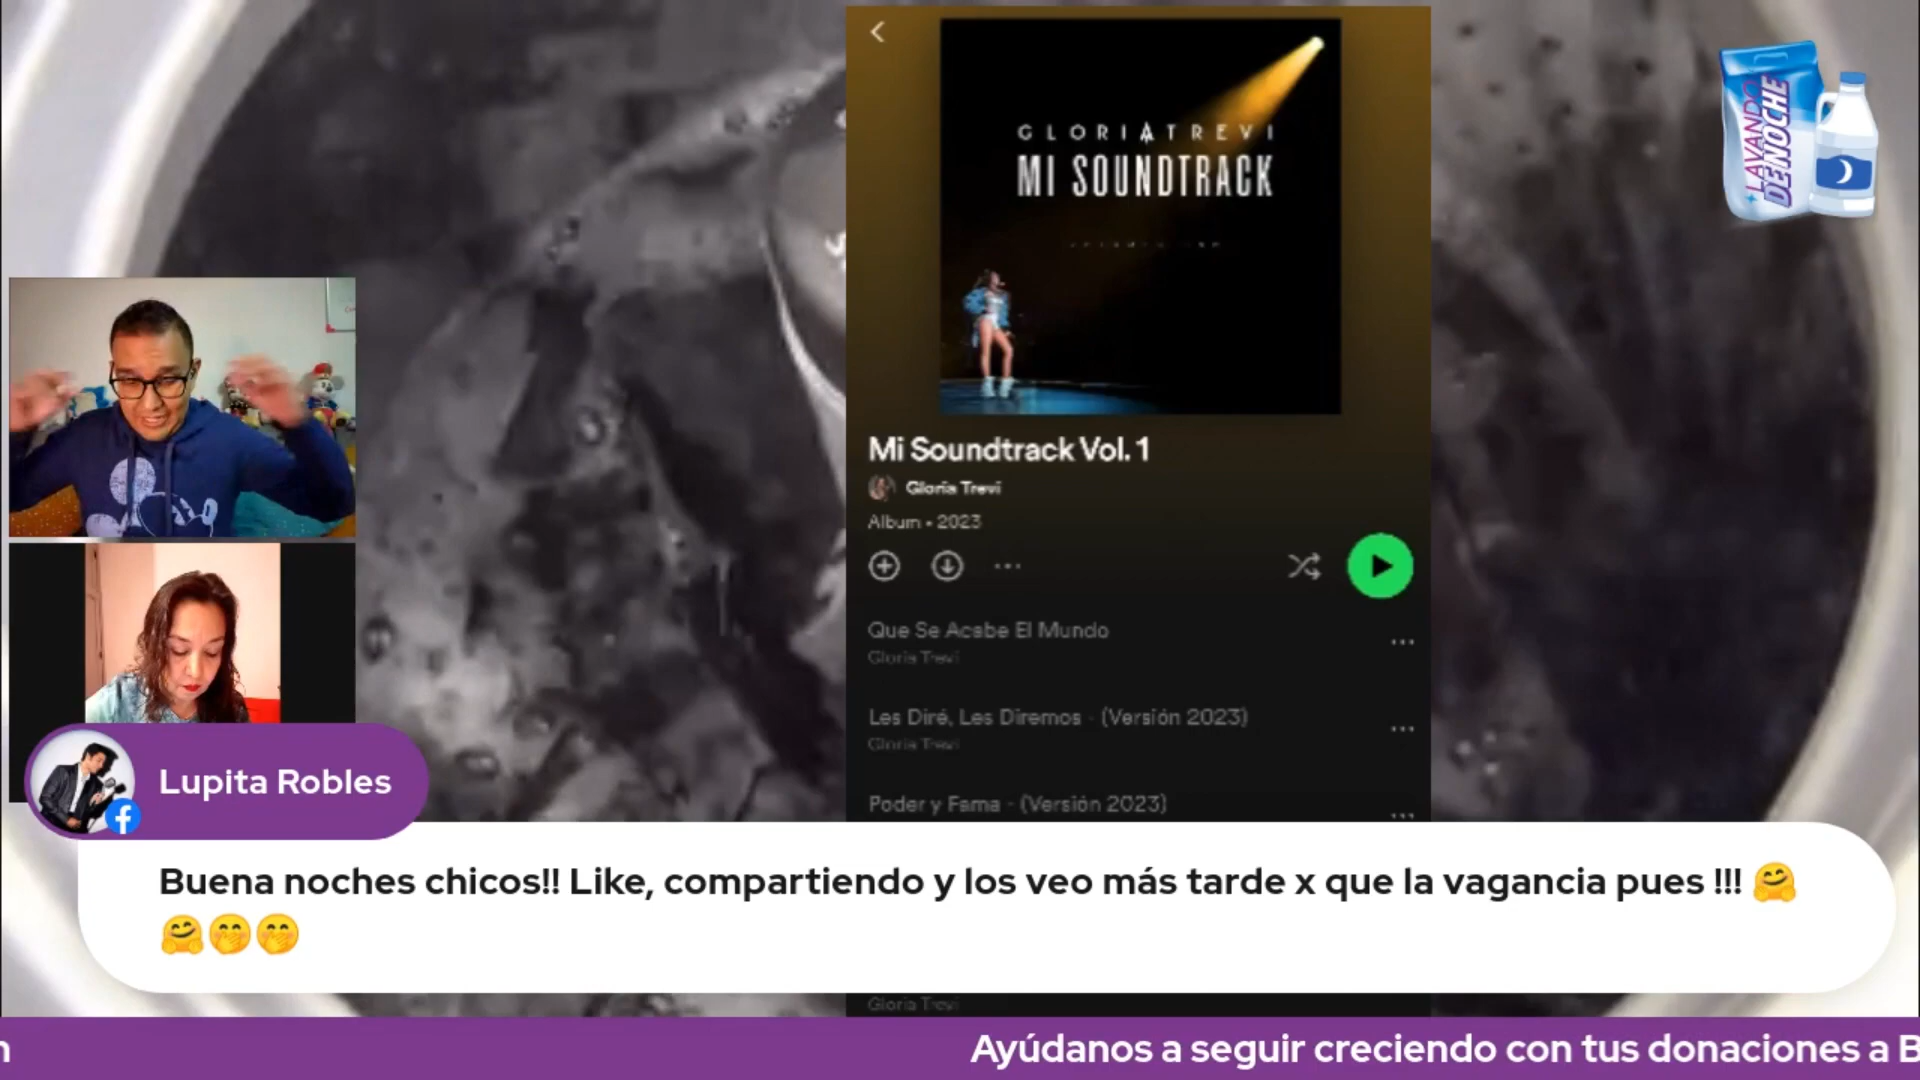 GLORIA TREVI
MI SOUNDTRACK
LAVANDO
DE NOCHE
Mi Soundtrack Vol. 1
Gloria Trevi
Album • 2023
Que Se Acabe El Mundo
Gloria Trevi
Les Diré, Les Diremos - (Versión 2023)
Gloria Trevi
Poder y Fama - (Versión 2023)
Lupita Robles
Buena noches chicos!! Like, compartiendo y los veo más tarde x que la vagancia pues !!! 🤗
🤗🤭🤭
Gloria Trevi
n
Ayúdanos a seguir creciendo con tus donaciones a B